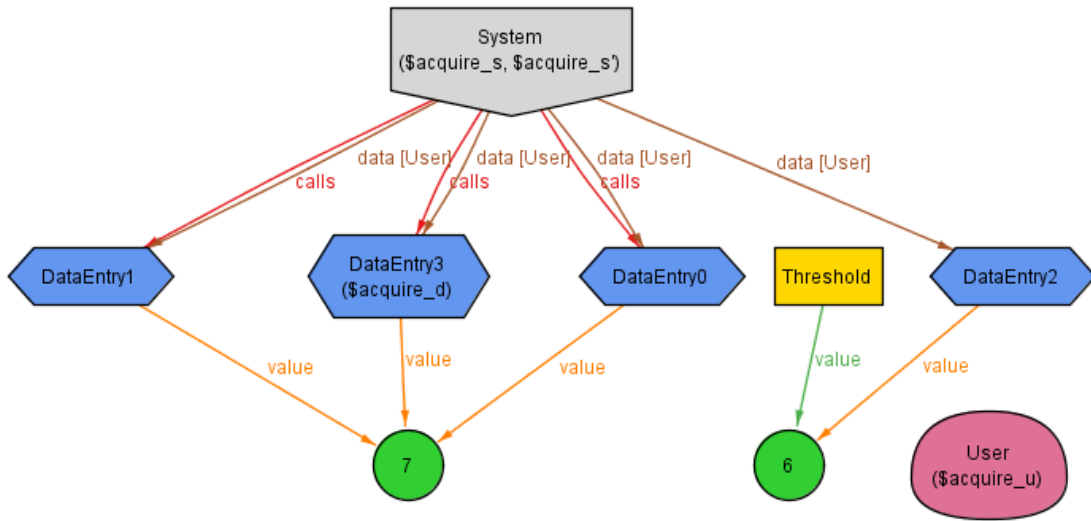 System
($acquire_s, $acquire_s')
data [User]
data [User]
data [User]
data [User]
calls
calls
calls
DataEntry1
DataEntry3
($acquire_d)
DataEntry0
Threshold
DataEntry2
value
value
value
value
value
7
6
User
($acquire_u)